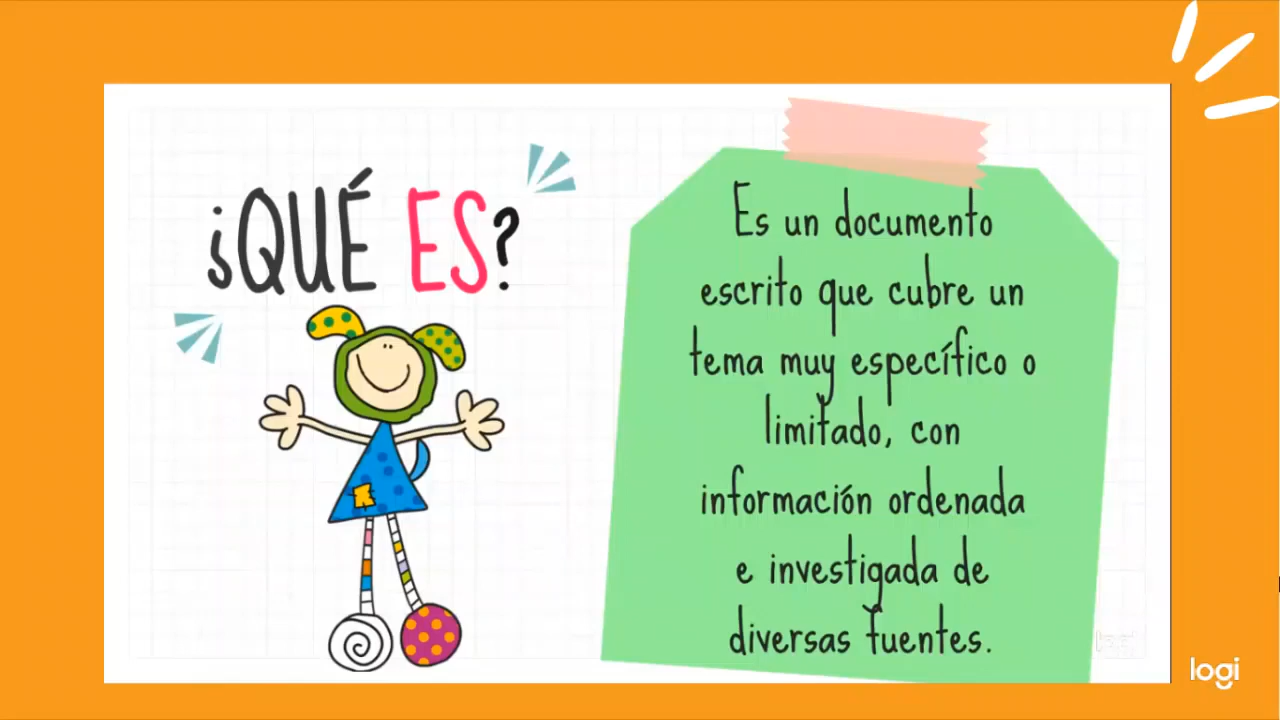 ¿QUÉ ES?
Es un documento
escrito que cubre un
tema muy específico o
limitado, con
información ordenada
e investigada de
diversas fuentes.
logi
logi